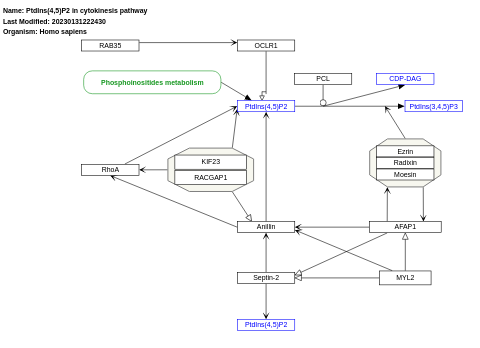 Name: PtdIns(4,5)P2 in cytokinesis pathway
Last Modified: 20230131222430
Organism: Homo sapiens
RAB35
OCLR1
PCL
CDP-DAG
Phosphoinositides metabolism
PtdIns(4,5)P2
PtdIns(3,4,5)P3
KIF23
RACGAP1
RhoA
Ezrin
Radixin
Moesin
Anillin
AFAP1
Septin-2
MYL2
PtdIns(4,5)P2